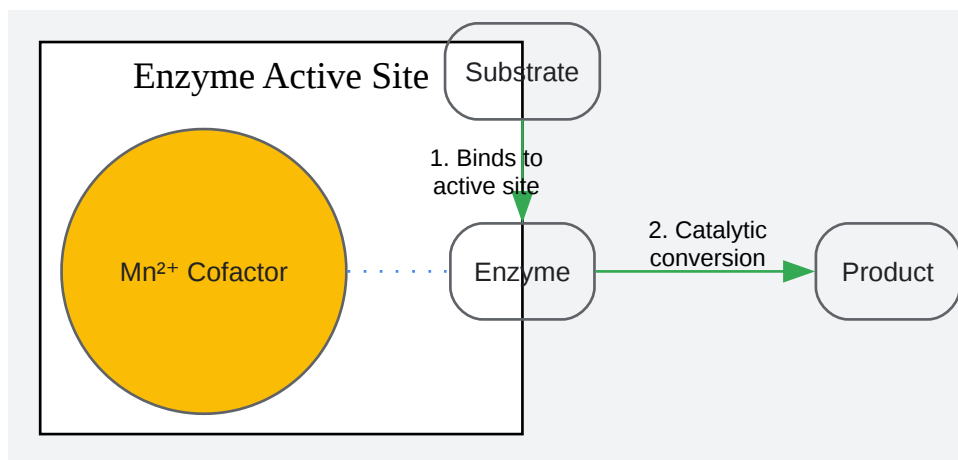 Enzyme Active Site
Substrate
1. Binds to
active site
Mn²⁺ Cofactor
Enzyme
2. Catalytic
conversion
Product